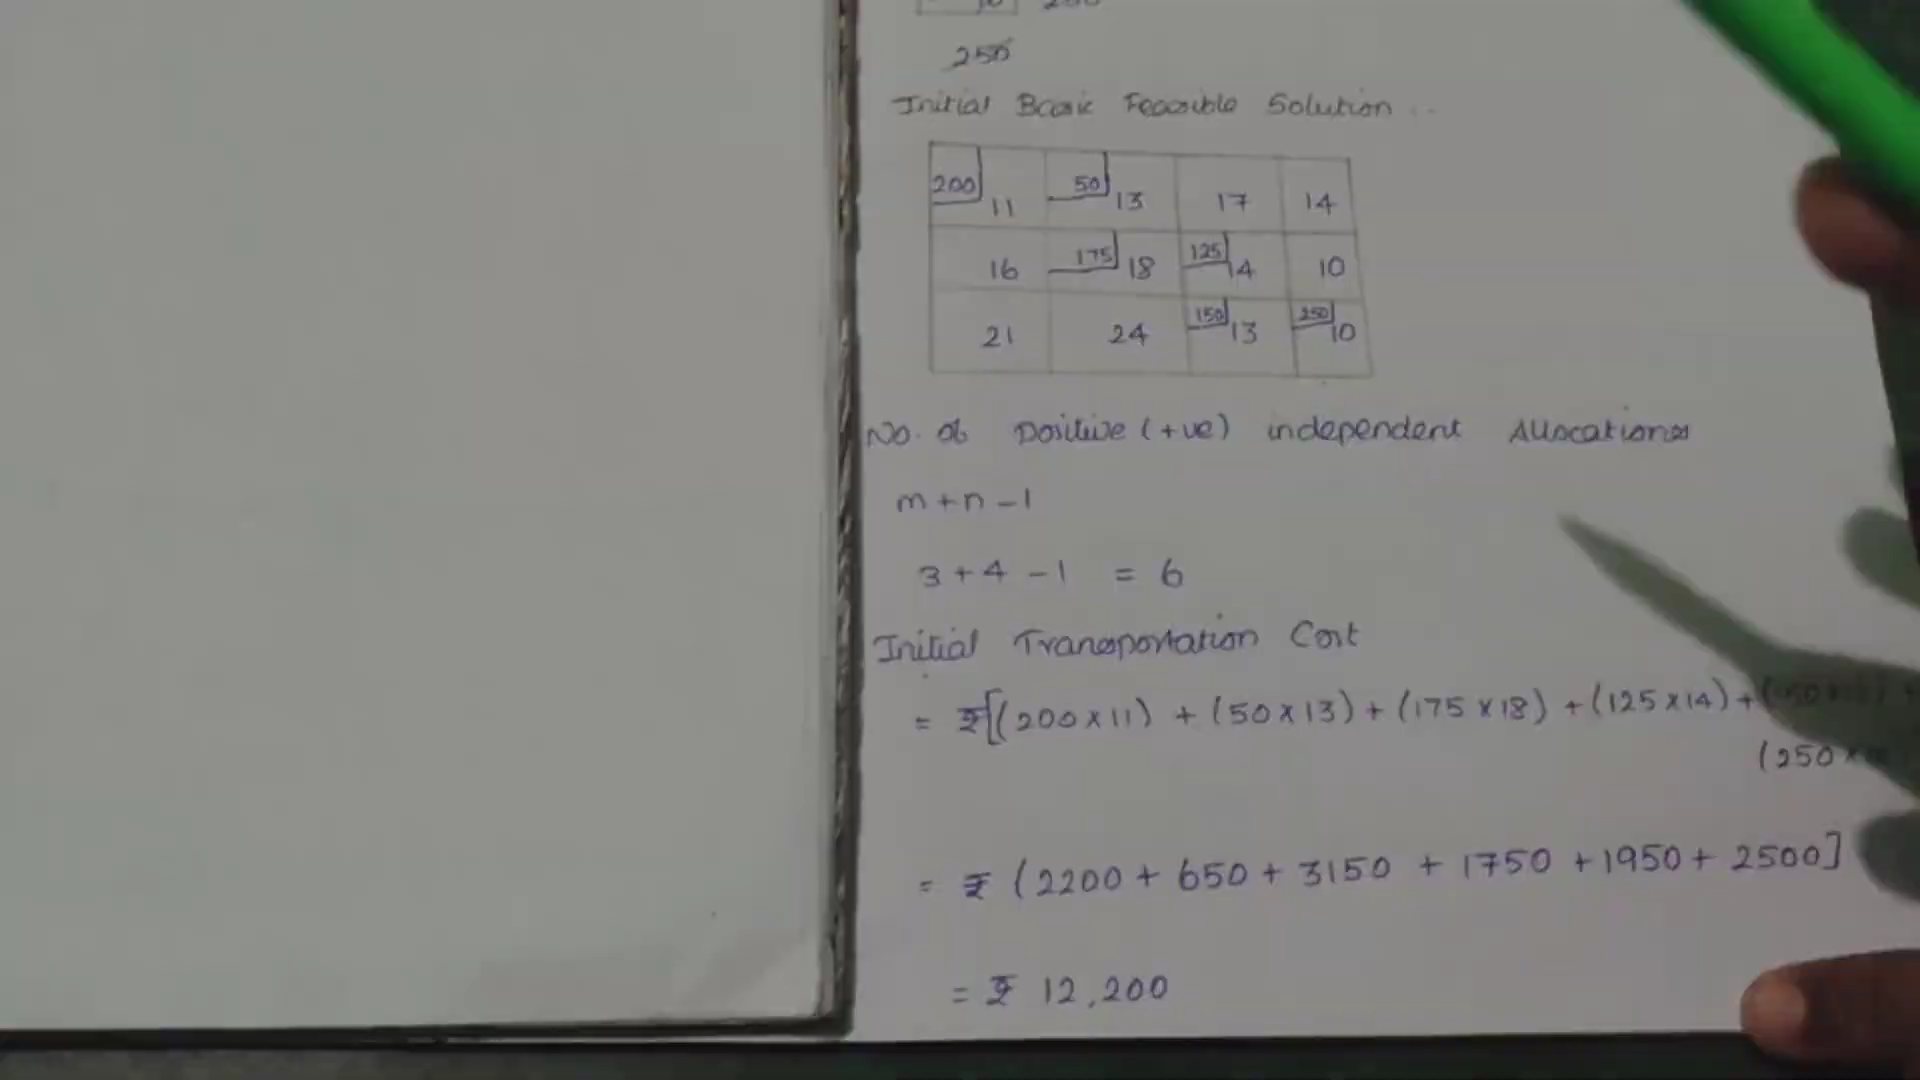 250
Initial Basic Feasible Solution
200 11 50 13 17 14
16 175 18 125 14 10
21 24 150 13 250 10
No. of Positive (+ve) independent Allocations
m + n - 1
3 + 4 - 1 = 6
Initial Transportation Cost
= ₹[(200 x 11) + (50 x 13) + (175 x 18) + (125 x 14) +
(250 x
= ₹ (2200 + 650 + 3150 + 1750 + 1950 + 2500]
= ₹ 12,200